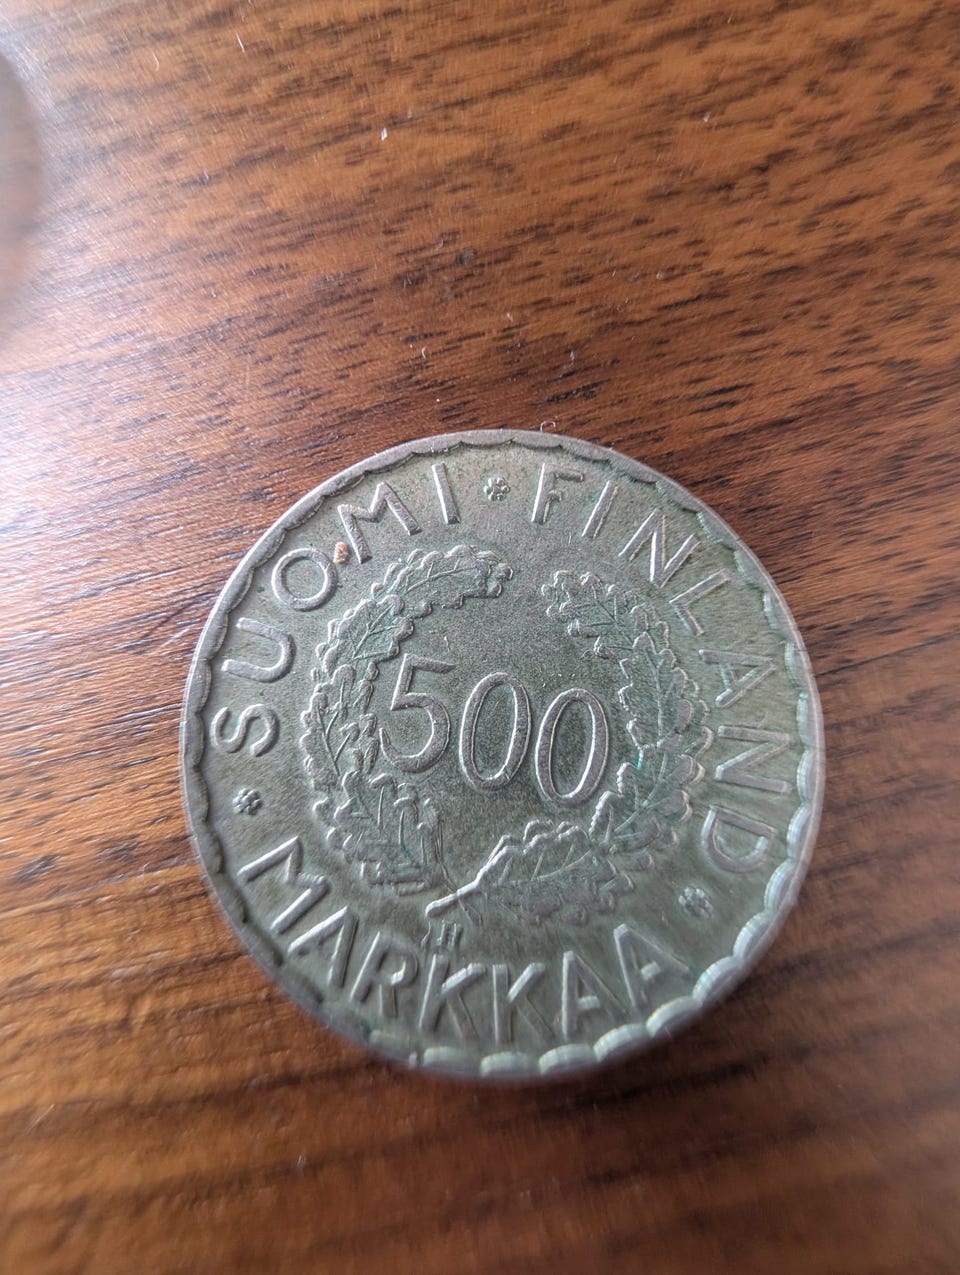 SUOMI · FINLAND
500
H
MARKKAA